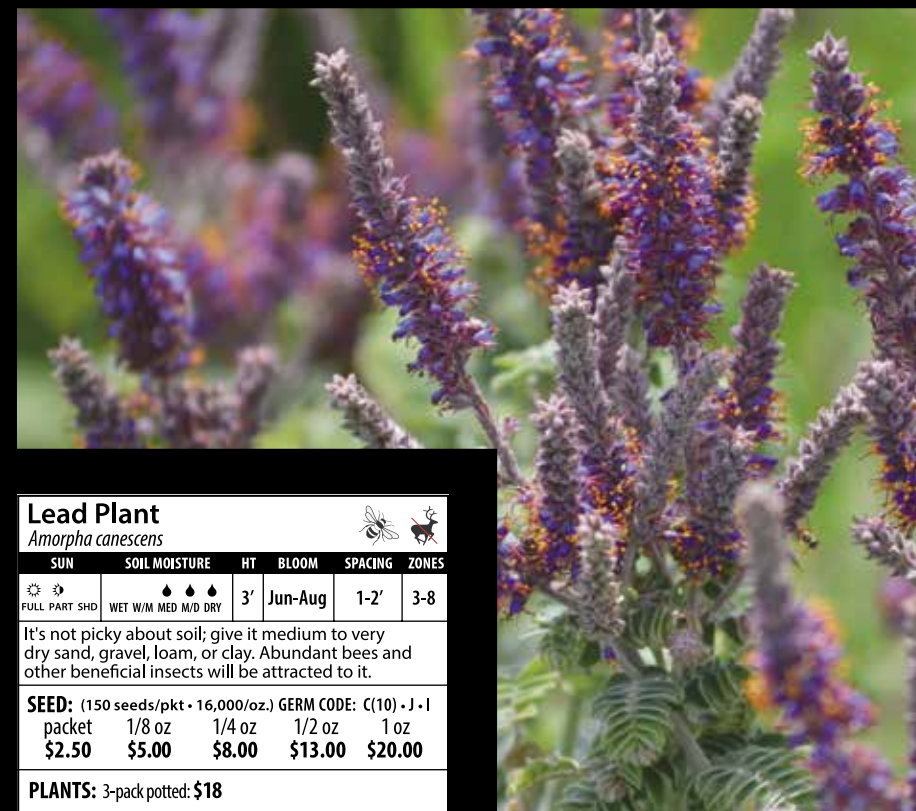 Lead Plant
Amorpha canescens
SUN SOIL MOISTURE HT BLOOM SPACING ZONES
FULL PART SHD WET W/M MED M/D DRY 3' Jun-Aug 1-2' 3-8
It's not picky about soil; give it medium to very
dry sand, gravel, loam, or clay. Abundant bees and
other beneficial insects will be attracted to it.
SEED: (150 seeds/pkt • 16,000/oz.) GERM CODE: C(10) • J • I
packet 1/8 oz 1/4 oz 1/2 oz 1 oz
$2.50 $5.00 $8.00 $13.00 $20.00
PLANTS: 3-pack potted: $18